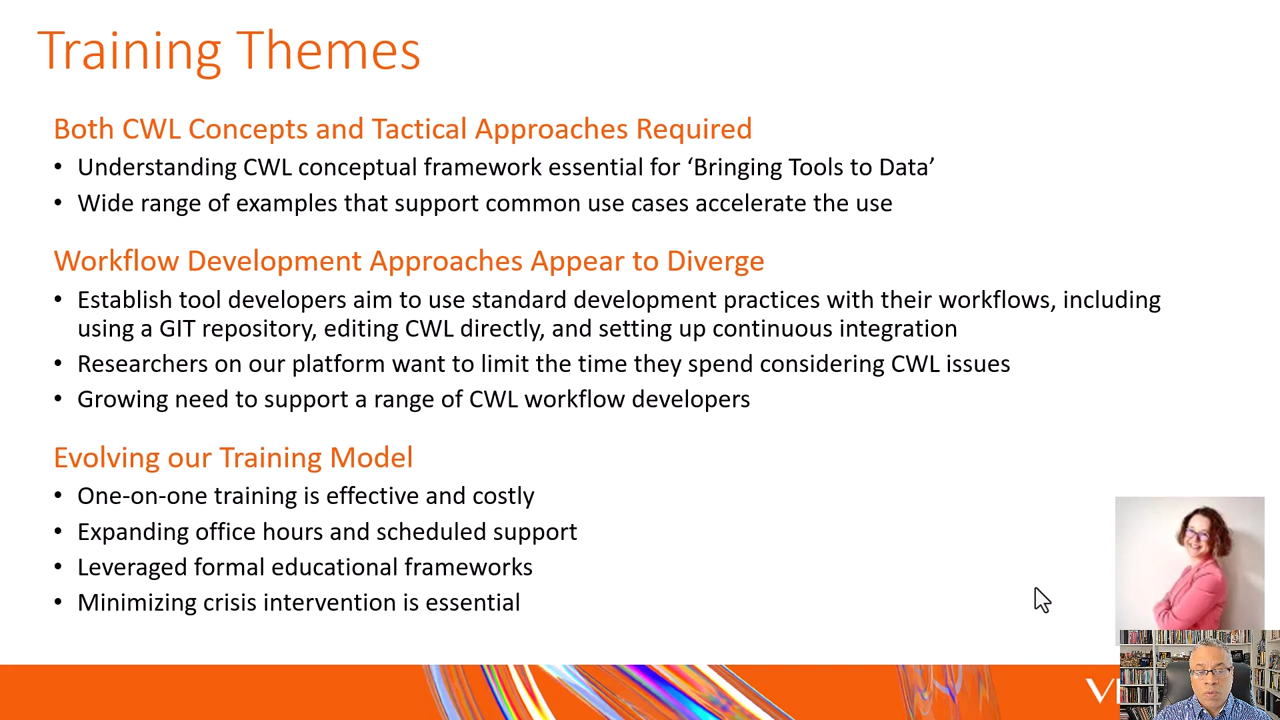 Training Themes
Both CWL Concepts and Tactical Approaches Required
• Understanding CWL conceptual framework essential for ‘Bringing Tools to Data’
• Wide range of examples that support common use cases accelerate the use
Workflow Development Approaches Appear to Diverge
• Establish tool developers aim to use standard development practices with their workflows, including
using a GIT repository, editing CWL directly, and setting up continuous integration
• Researchers on our platform want to limit the time they spend considering CWL issues
• Growing need to support a range of CWL workflow developers
Evolving our Training Model
• One-on-one training is effective and costly
• Expanding office hours and scheduled support
• Leveraged formal educational frameworks
• Minimizing crisis intervention is essential